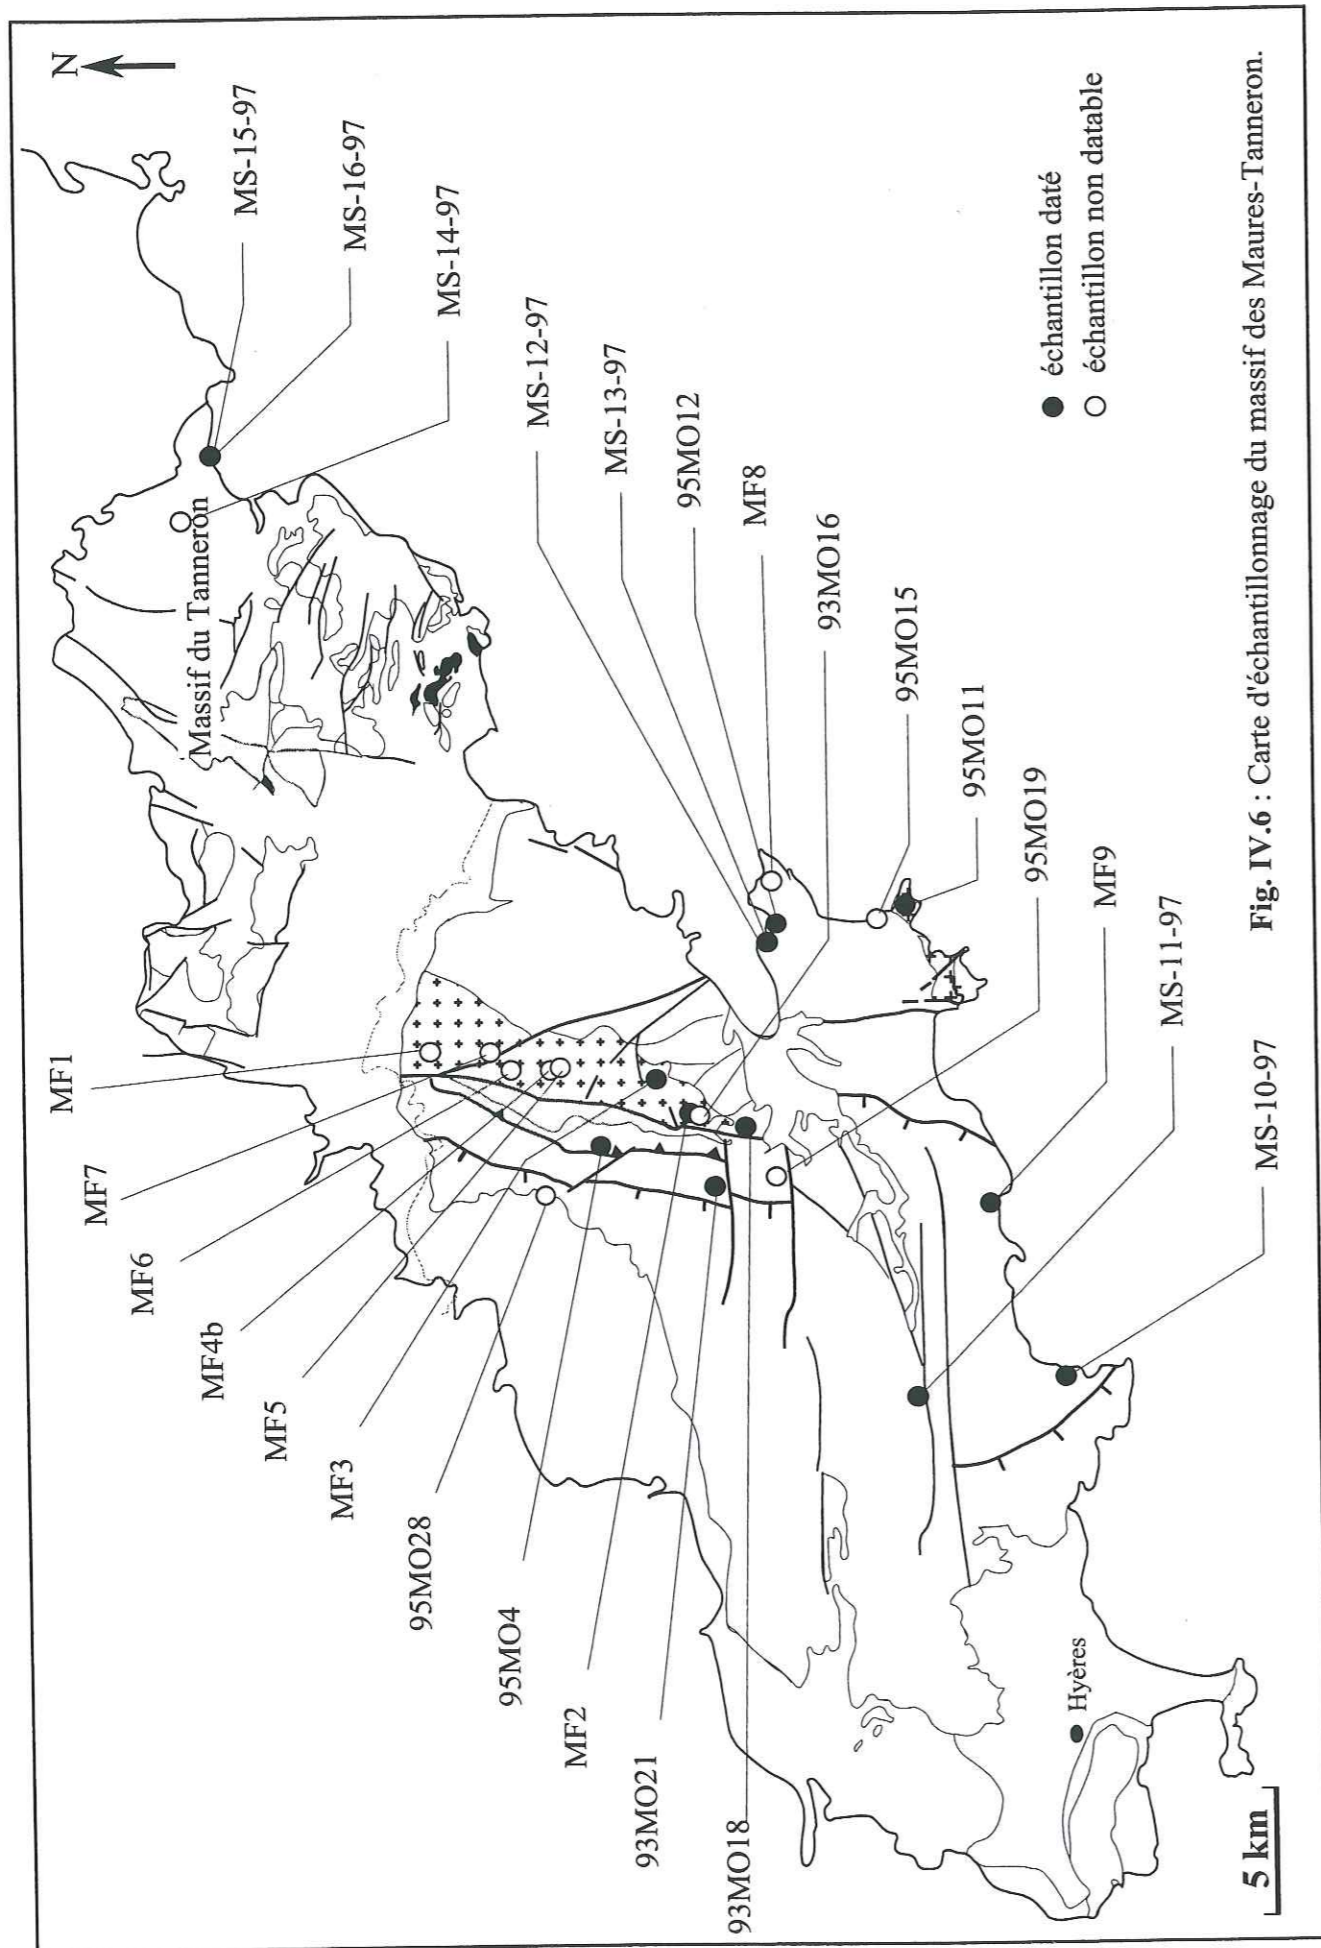 N
MS-15-97
MS-16-97
MS-14-97
MS-12-97
MS-13-97
95MO12
MF8
93MO16
95MO15
95MO11
95MO19
MF9
MS-11-97
MS-10-97
Massif du Tanneron
MF1
MF7
MF6
MF4b
MF5
MF3
95MO28
95MO4
MF2
93MO21
93MO18
Hyères
5 km
échantillon daté
échantillon non datable
Fig. IV.6 : Carte d'échantillonnage du massif des Maures-Tanneron.